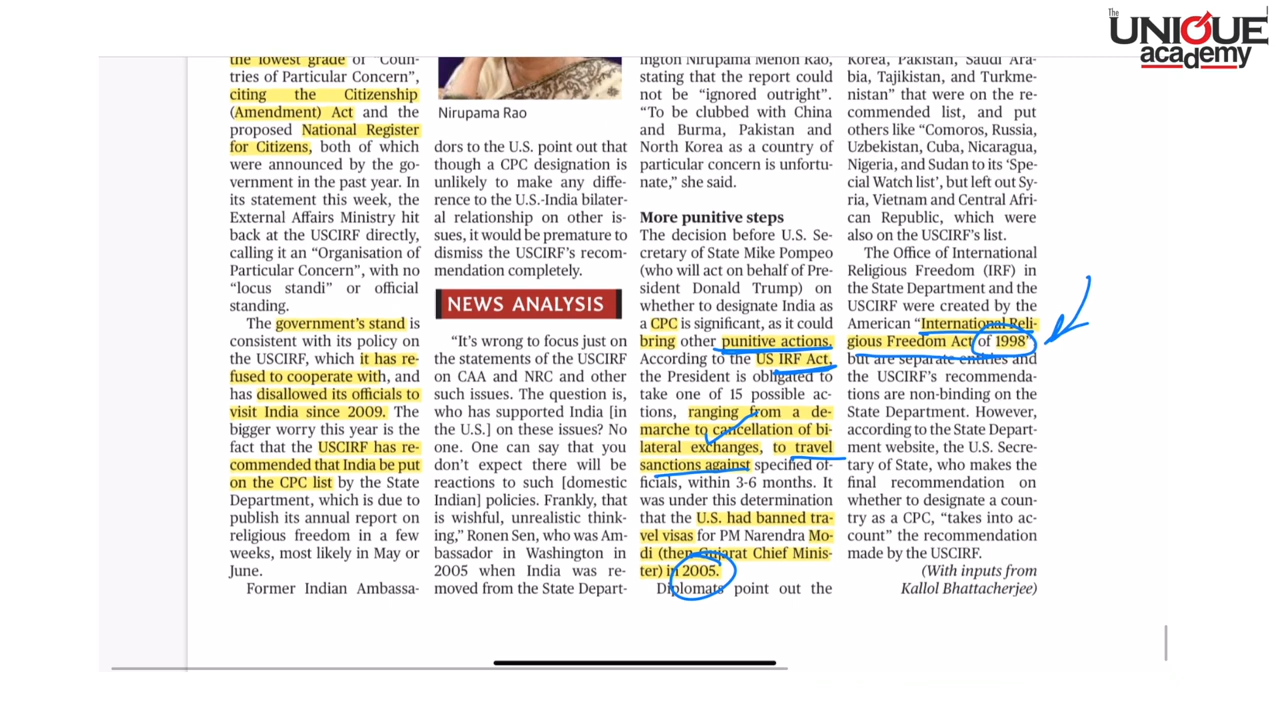 The
UNIQUE
academy
the lowest grade of "Coun-
tries of Particular Concern",
citing the Citizenship
(Amendment) Act and the
proposed National Register
for Citizens, both of which
were announced by the go-
vernment in the past year. In
its statement this week, the
External Affairs Ministry hit
back at the USCIRF directly,
calling it an "Organisation of
Particular Concern", with no
"locus standi" or official
standing.
The government's stand is
consistent with its policy on
the USCIRF, which it has re-
fused to cooperate with, and
has disallowed its officials to
visit India since 2009. The
bigger worry this year is the
fact that the USCIRF has re-
commended that India be put
on the CPC list by the State
Department, which is due to
publish its annual report on
religious freedom in a few
weeks, most likely in May or
June.
Former Indian Ambassa-
Nirupama Rao
dors to the U.S. point out that
though a CPC designation is
unlikely to make any diffe-
rence to the U.S.-India bilater-
al relationship on other is-
sues, it would be premature to
dismiss the USCIRF's recom-
mendation completely.
NEWS ANALYSIS
"It's wrong to focus just on
the statements of the USCIRF
on CAA and NRC and other
such issues. The question is,
who has supported India [in
the U.S.] on these issues? No
one. One can say that you
don't expect there will be
reactions to such [domestic
Indian] policies. Frankly, that
is wishful, unrealistic think-
ing," Ronen Sen, who was Am-
bassador in Washington in
2005 when India was re-
moved from the State Depart-
ington Nirupama Menon Rao,
stating that the report could
not be "ignored outright".
"To be clubbed with China
and Burma, Pakistan and
North Korea as a country of
particular concern is unfortu-
nate," she said.
More punitive steps
The decision before U.S. Se-
cretary of State Mike Pompeo
(who will act on behalf of Pre-
sident Donald Trump) on
whether to designate India as
a CPC is significant, as it could
bring other punitive actions.
According to the US IRF Act,
the President is obligated to
take one of 15 possible ac-
tions, ranging from a de-
marche to cancellation of bi-
lateral exchanges, to travel
sanctions against specified of-
ficials, within 3-6 months. It
was under this determination
that the U.S. had banned tra-
vel visas for PM Narendra Mo-
di (then Gujarat Chief Minis-
ter) in 2005.
Diplomats point out the
Korea, Pakistan, Saudi Ara-
bia, Tajikistan, and Turkme-
nistan" that were on the re-
commended list, and put
others like "Comoros, Russia,
Uzbekistan, Cuba, Nicaragua,
Nigeria, and Sudan to its 'Spe-
cial Watch list', but left out Sy-
ria, Vietnam and Central Afri-
can Republic, which were
also on the USCIRF's list.
The Office of International
Religious Freedom (IRF) in
the State Department and the
USCIRF were created by the
American "International Reli-
gious Freedom Act of 1998"
but are separate entities and
the USCIRF's recommenda-
tions are non-binding on the
State Department. However,
according to the State Depart-
ment website, the U.S. Secre-
tary of State, who makes the
final recommendation on
whether to designate a coun-
try as a CPC, "takes into ac-
count" the recommendation
made by the USCIRF.
(With inputs from
Kallol Bhattacherjee)